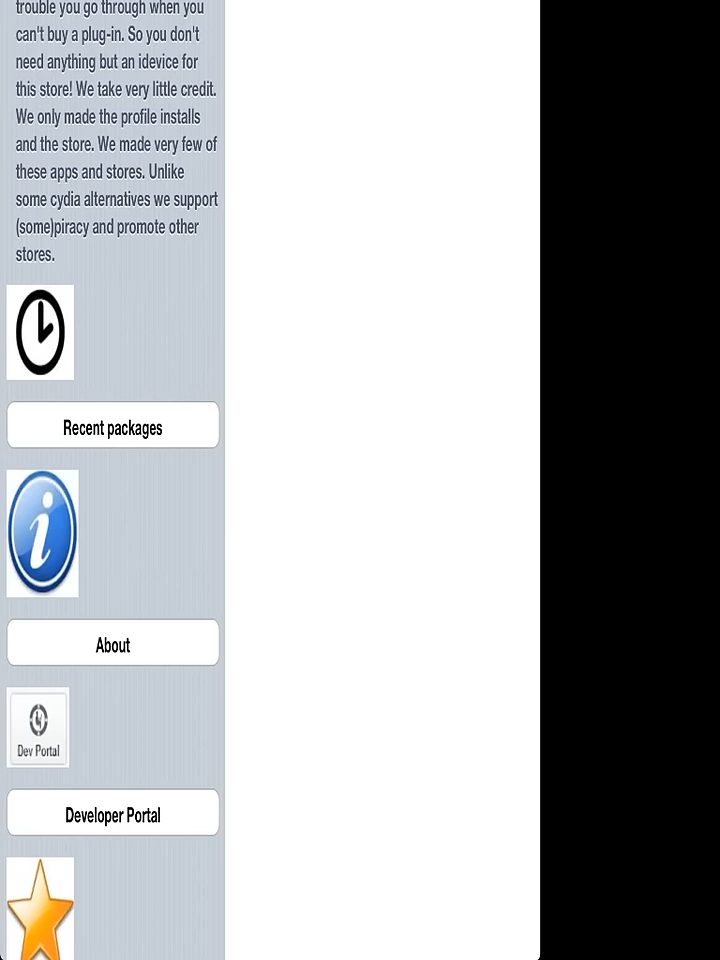 trouble you go through when you
can't buy a plug-in. So you don't
need anything but an idevice for
this store! We take very little credit.
We only made the profile installs
and the store. We made very few of
these apps and stores. Unlike
some cydia alternatives we support
(some)piracy and promote other
stores.
Recent packages
i
About
Dev Portal
Developer Portal